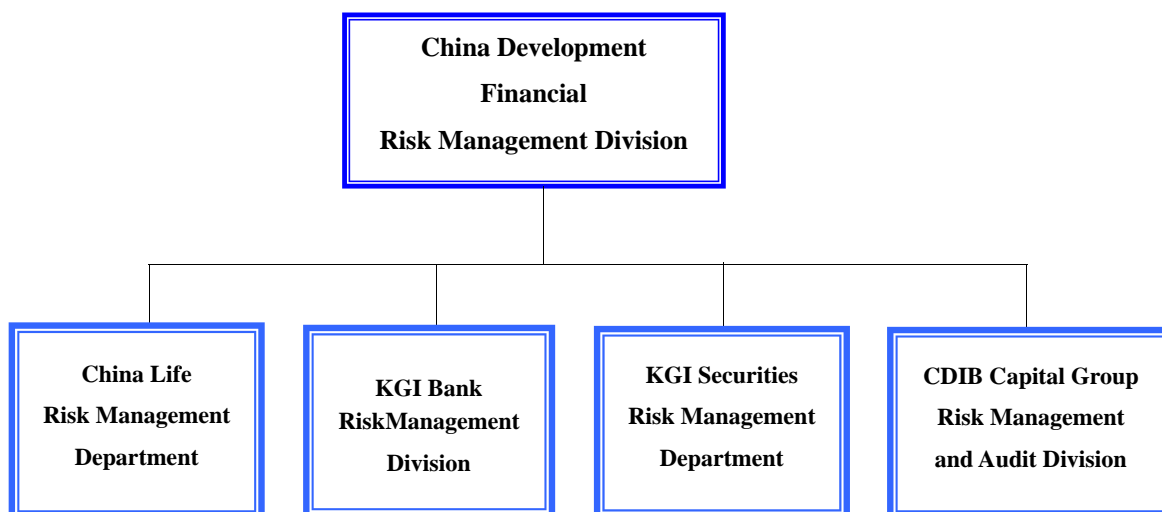 China Development
Financial
Risk Management Division
China Life
Risk Management
Department
KGI Bank
RiskManagement
Division
KGI Securities
Risk Management
Department
CDIB Capital Group
Risk Management
and Audit Division